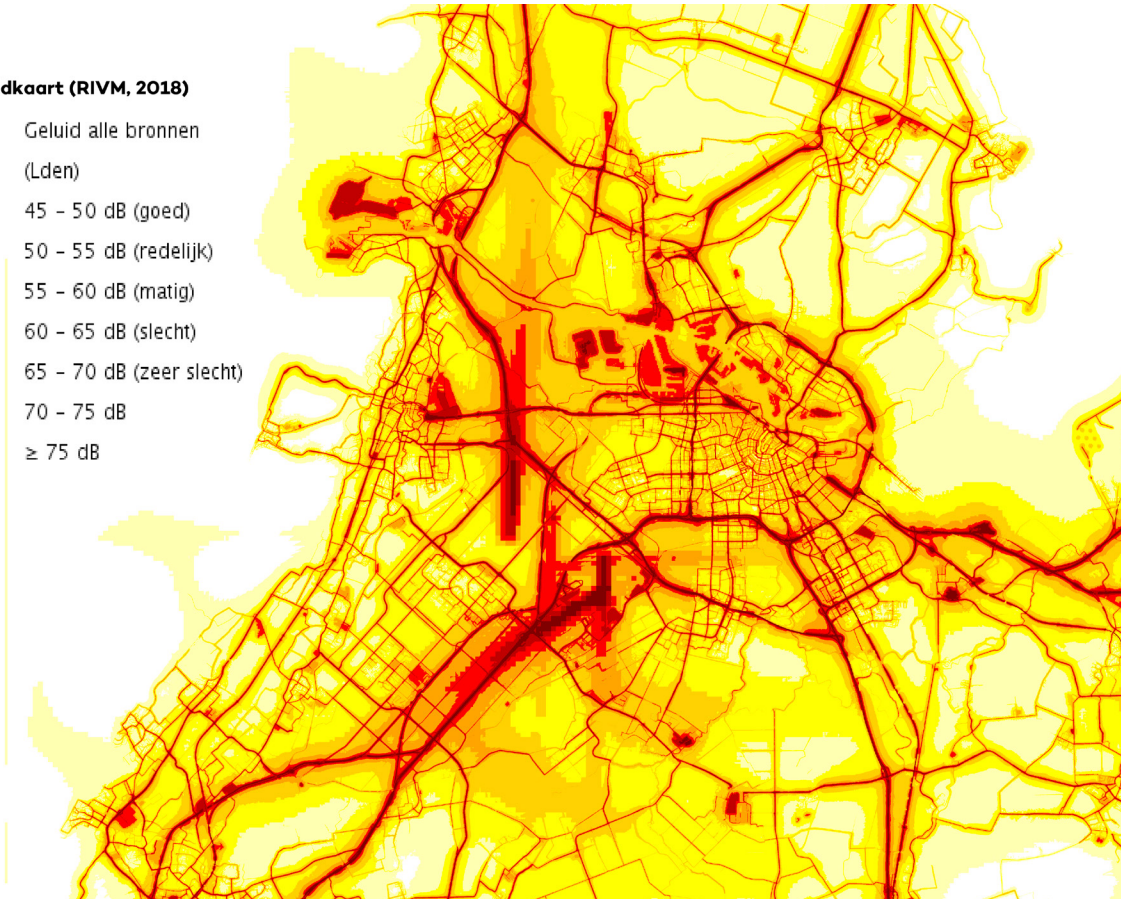 dkaart (RIVM, 2018)
Geluid alle bronnen
(Lden)
45 – 50 dB (goed)
50 – 55 dB (redelijk)
55 – 60 dB (matig)
60 – 65 dB (slecht)
65 – 70 dB (zeer slecht)
70 – 75 dB
≥ 75 dB